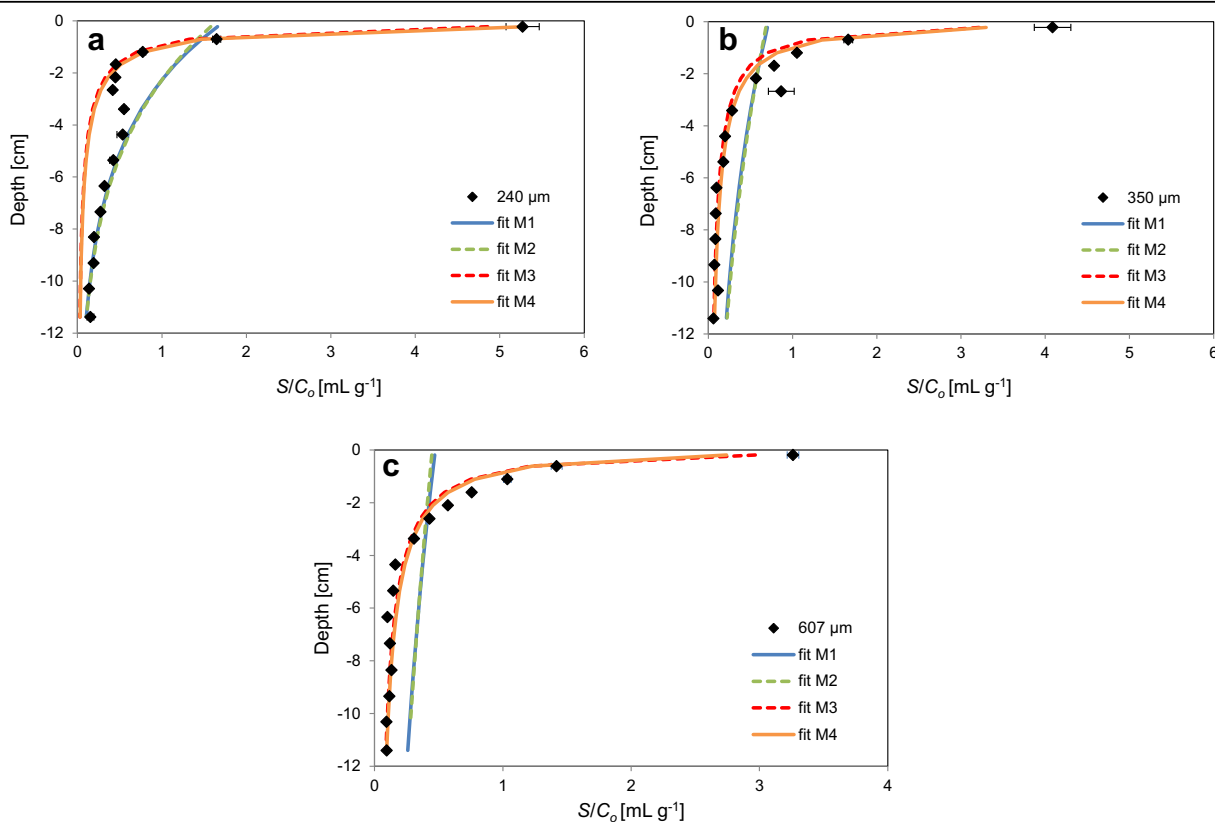 a
0
-2
-4
-6
-8
-10
-12
0 1 2 3 4 5 6
Depth [cm]
S/Co [mL g-1]
240 µm
fit M1
fit M2
fit M3
fit M4
b
0
-2
-4
-6
-8
-10
-12
0 1 2 3 4 5 6
Depth [cm]
S/Co [mL g-1]
350 µm
fit M1
fit M2
fit M3
fit M4
c
0
-2
-4
-6
-8
-10
-12
0 1 2 3 4
Depth [cm]
S/Co [mL g-1]
607 µm
fit M1
fit M2
fit M3
fit M4